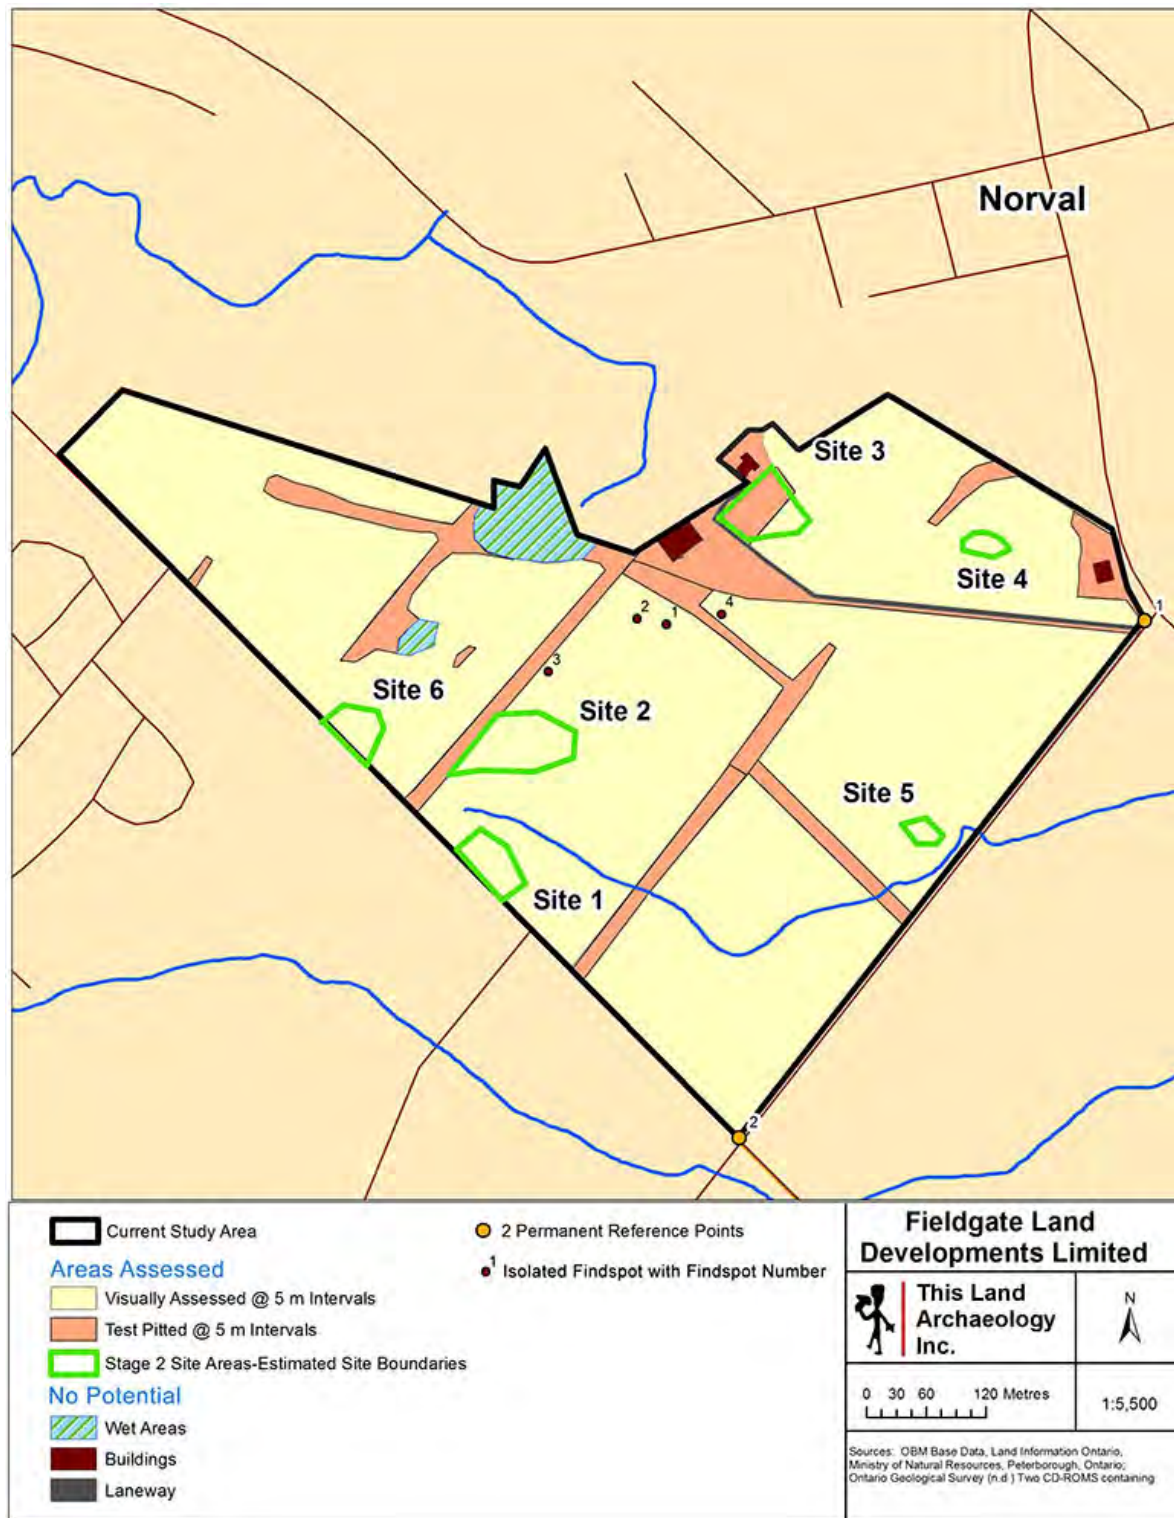 Norval
Site 3
Site 4
1
2
1
4
3
Site 6
Site 2
Site 5
Site 1
2
Current Study Area
Areas Assessed
Visually Assessed @ 5 m Intervals
Test Pitted @ 5 m Intervals
Stage 2 Site Areas-Estimated Site Boundaries
No Potential
Wet Areas
Buildings
Laneway
2 Permanent Reference Points
1 Isolated Findspot with Findspot Number
Fieldgate Land
Developments Limited
This Land
Archaeology
Inc.
N
0 30 60 120 Metres
1:5,500
Sources: OBM Base Data, Land Information Ontario,
Ministry of Natural Resources, Peterborough, Ontario;
Ontario Geological Survey (n.d.) Two CD-ROMS containing